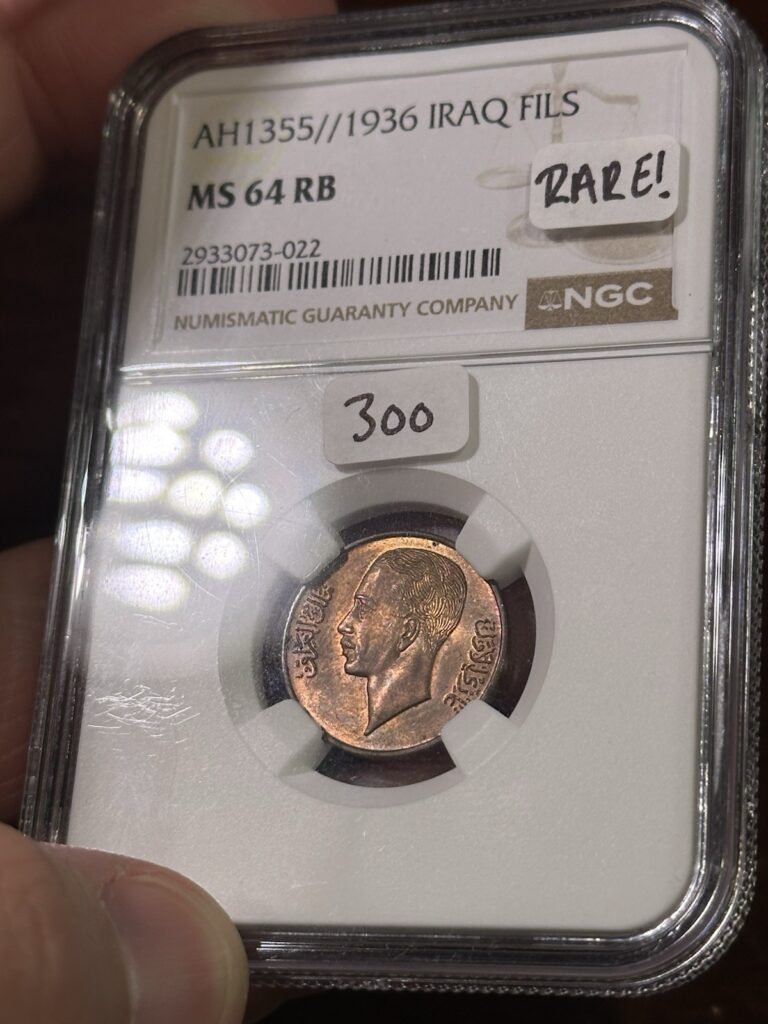 AH1355//1936 IRAQ FILS
MS 64 RB
RARE!
2933073-022
NUMISMATIC GUARANTY COMPANY
NGC
300